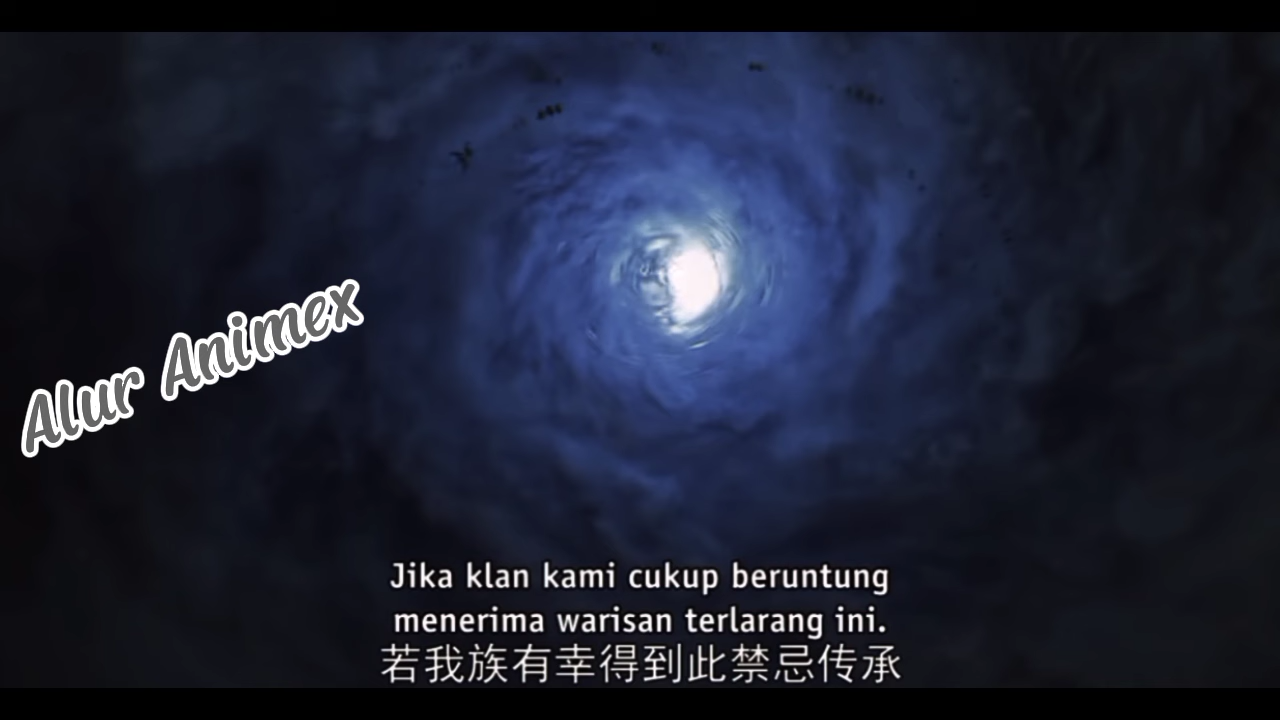 Alur Animex
Jika klan kami cukup beruntung
menerima warisan terlarang ini.
若我族有幸得到此禁忌传承